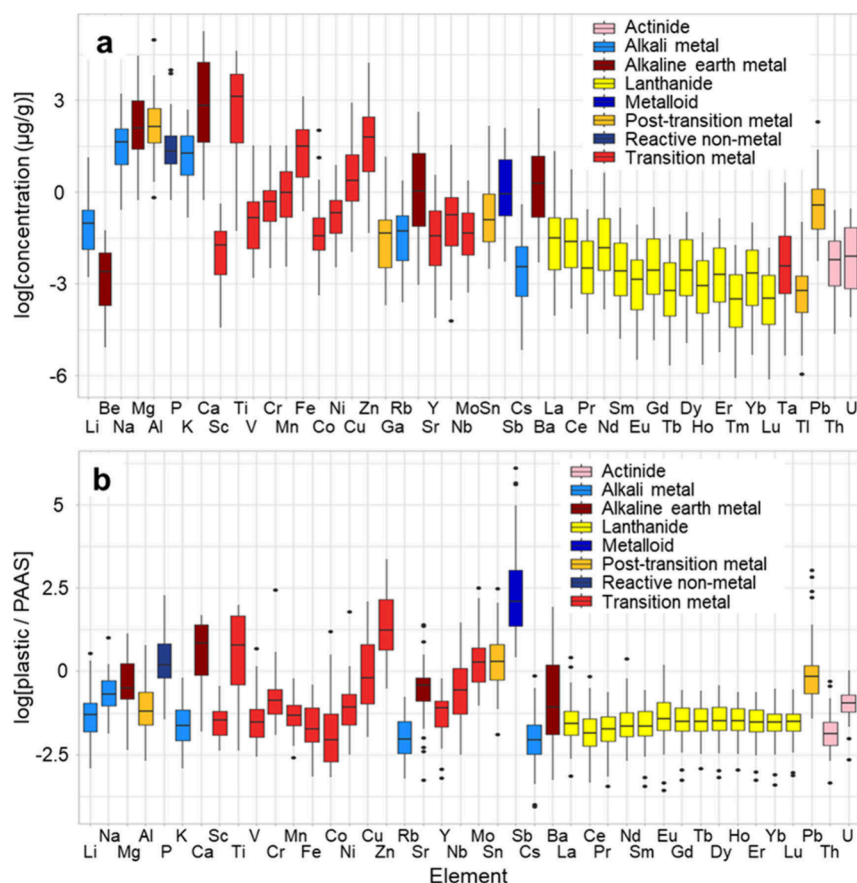 a
log[concentration (µg/g)]
3
0
-3
-6
Actinide
Alkali metal
Alkaline earth metal
Lanthanide
Metalloid
Post-transition metal
Reactive non-metal
Transition metal
Be Mg P Ca Ti Cr Fe Ni Zn Rb Y Mo Sn Cs La Pr Sm Gd Dy Er Yb Ta Pb U
Li Na Al K Sc V Mn Co Cu Ga Sr Nb Sb Ba Ce Nd Eu Tb Ho Tm Lu Tl Th
b
log[plastic / PAAS]
5
2.5
0
-2.5
Actinide
Alkali metal
Alkaline earth metal
Lanthanide
Metalloid
Post-transition metal
Reactive non-metal
Transition metal
Na Al K Sc V Mn Co Cu Rb Y Mo Sb Ba Ce Nd Eu Tb Ho Yb Pb U
Li Mg P Ca Ti Cr Fe Ni Zn Sr Nb Sn Cs La Pr Sm Gd Dy Er Lu Th
Element